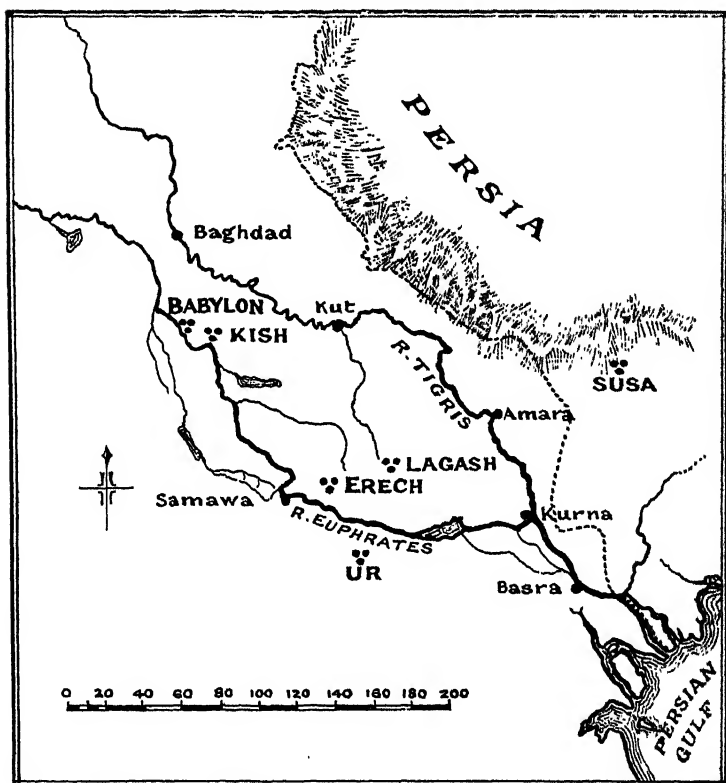 PERSIA
Baghdad
BABYLON
Kut
KISH
R. TIGRIS
SUSA
Amara
LAGASH
ERECH
Samawa
Kurna
R. EUPHRATES
UR
Basra
0 20 40 60 80 100 120 140 160 180 200
PERSIAN
GULF